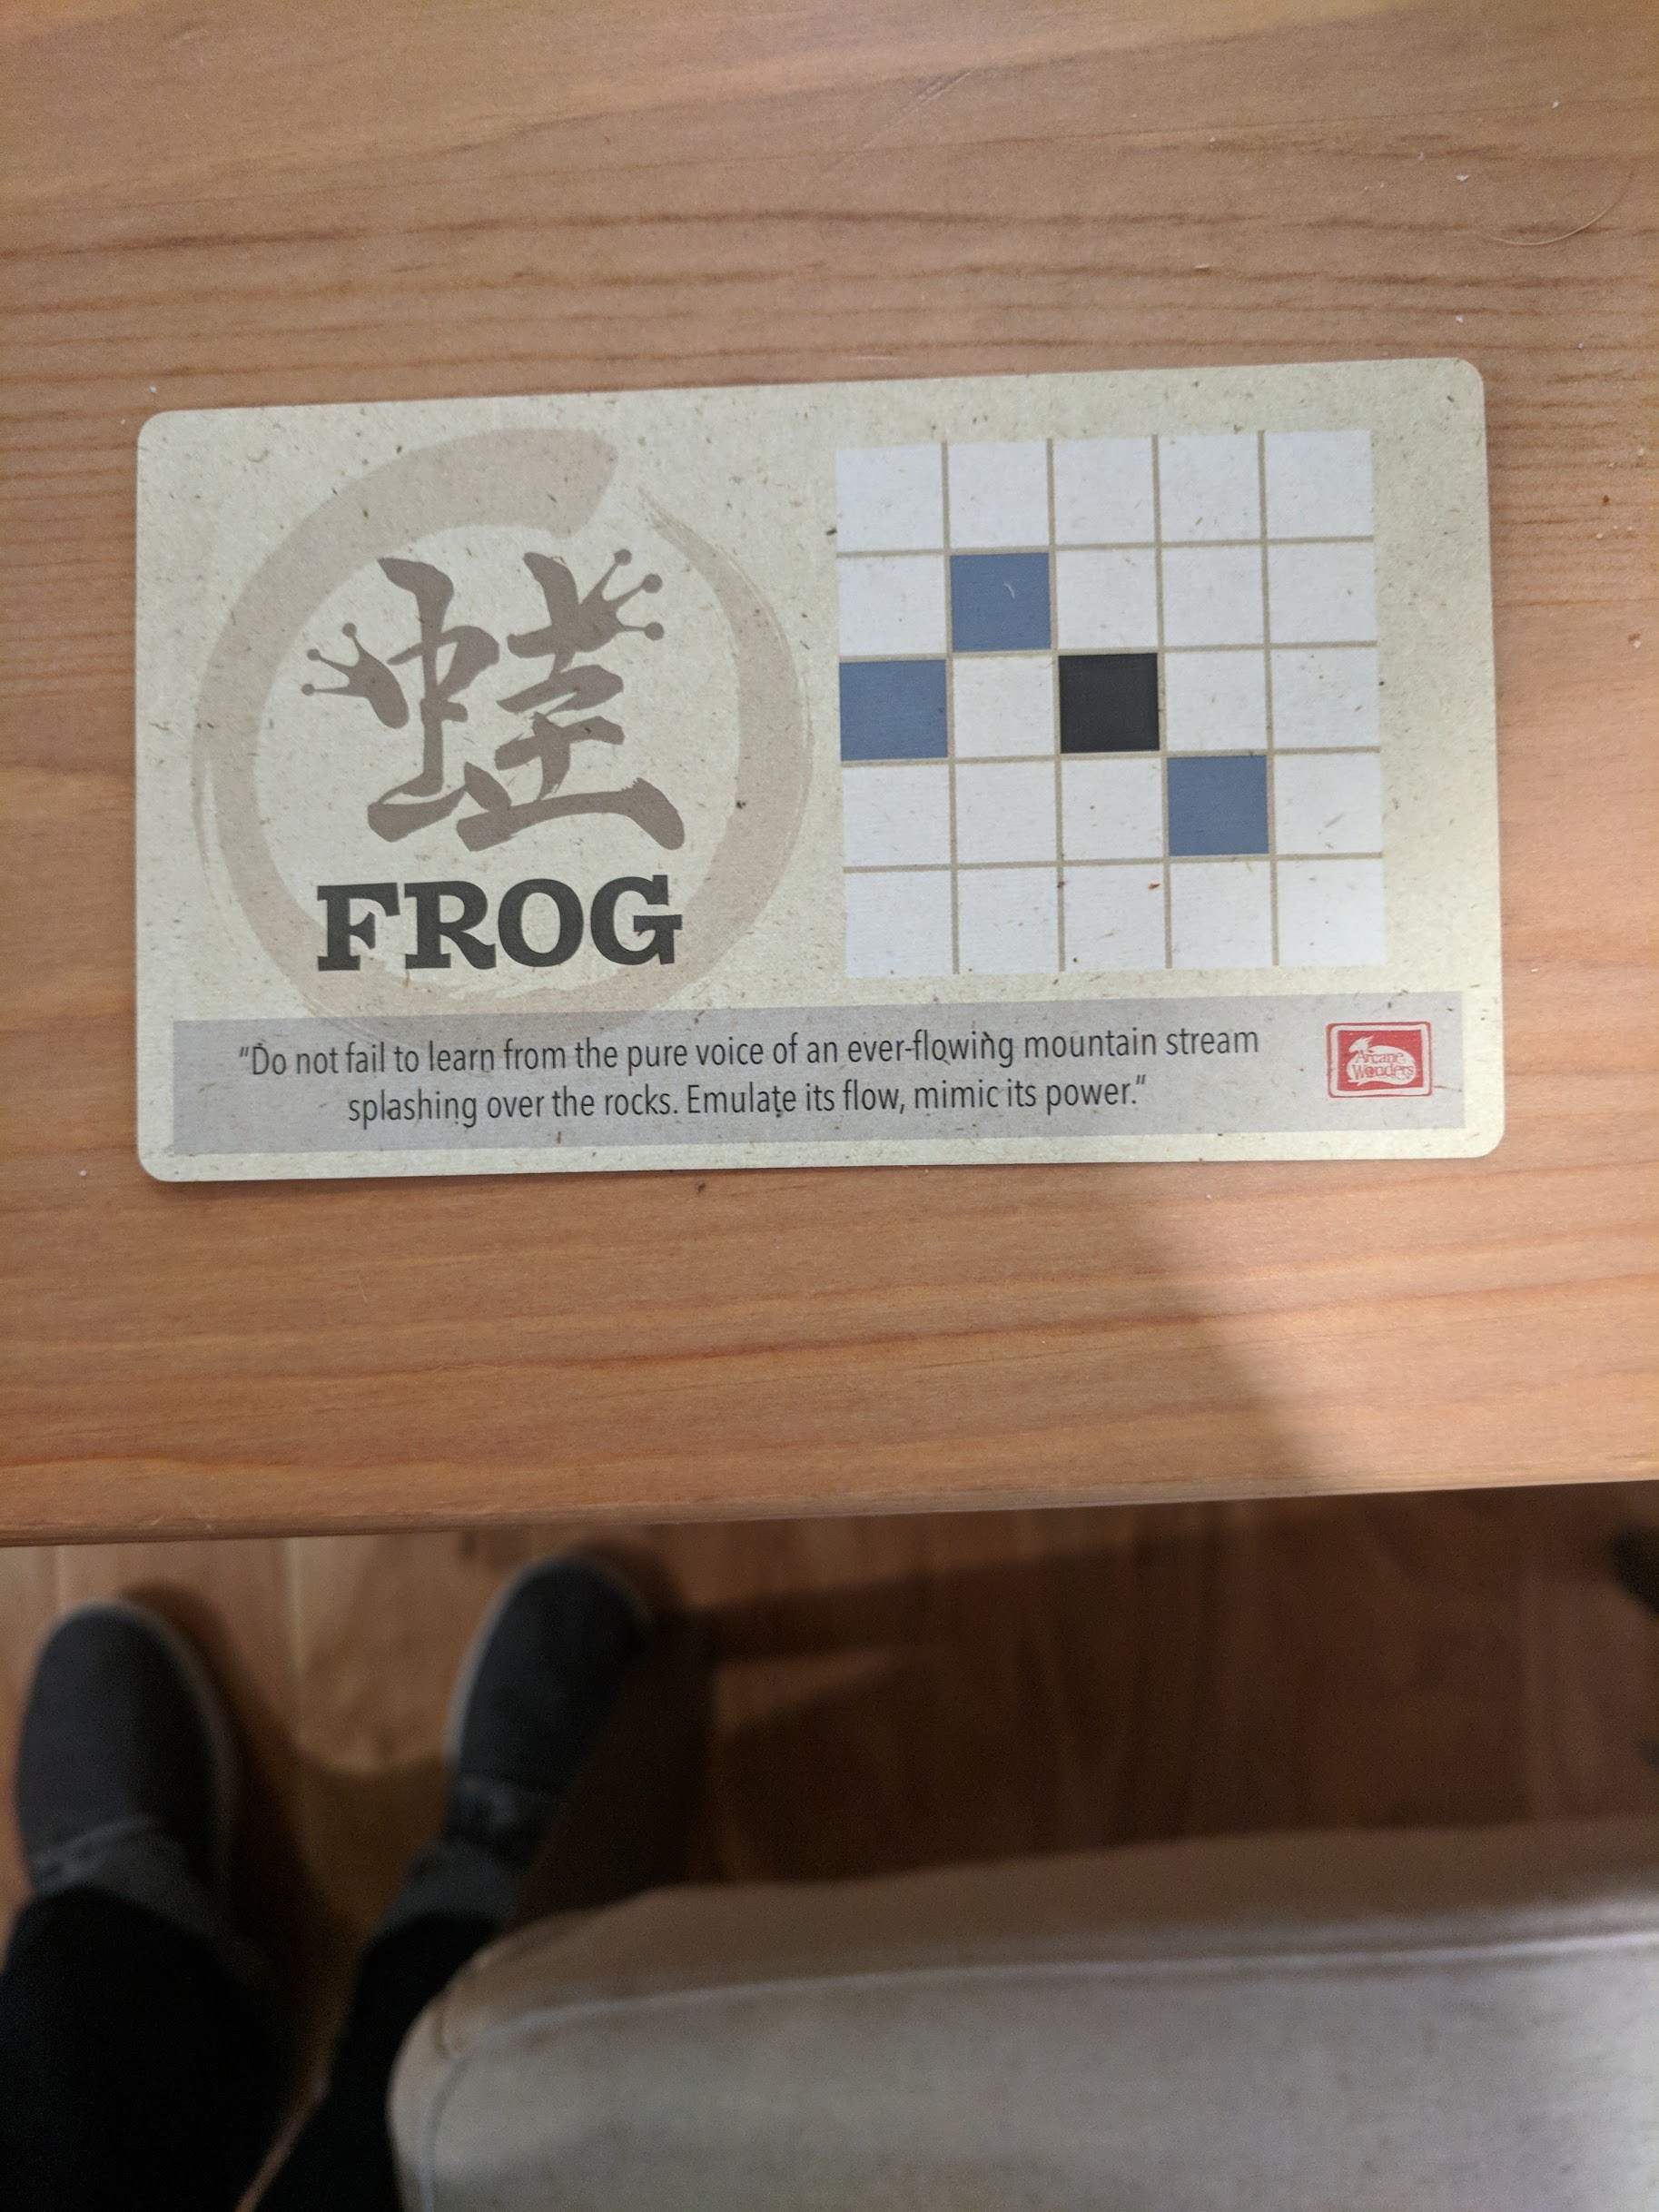 蛙
FROG
“Do not fail to learn from the pure voice of an ever-flowing mountain stream
splashing over the rocks. Emulate its flow, mimic its power.“
Arcane
Wonders